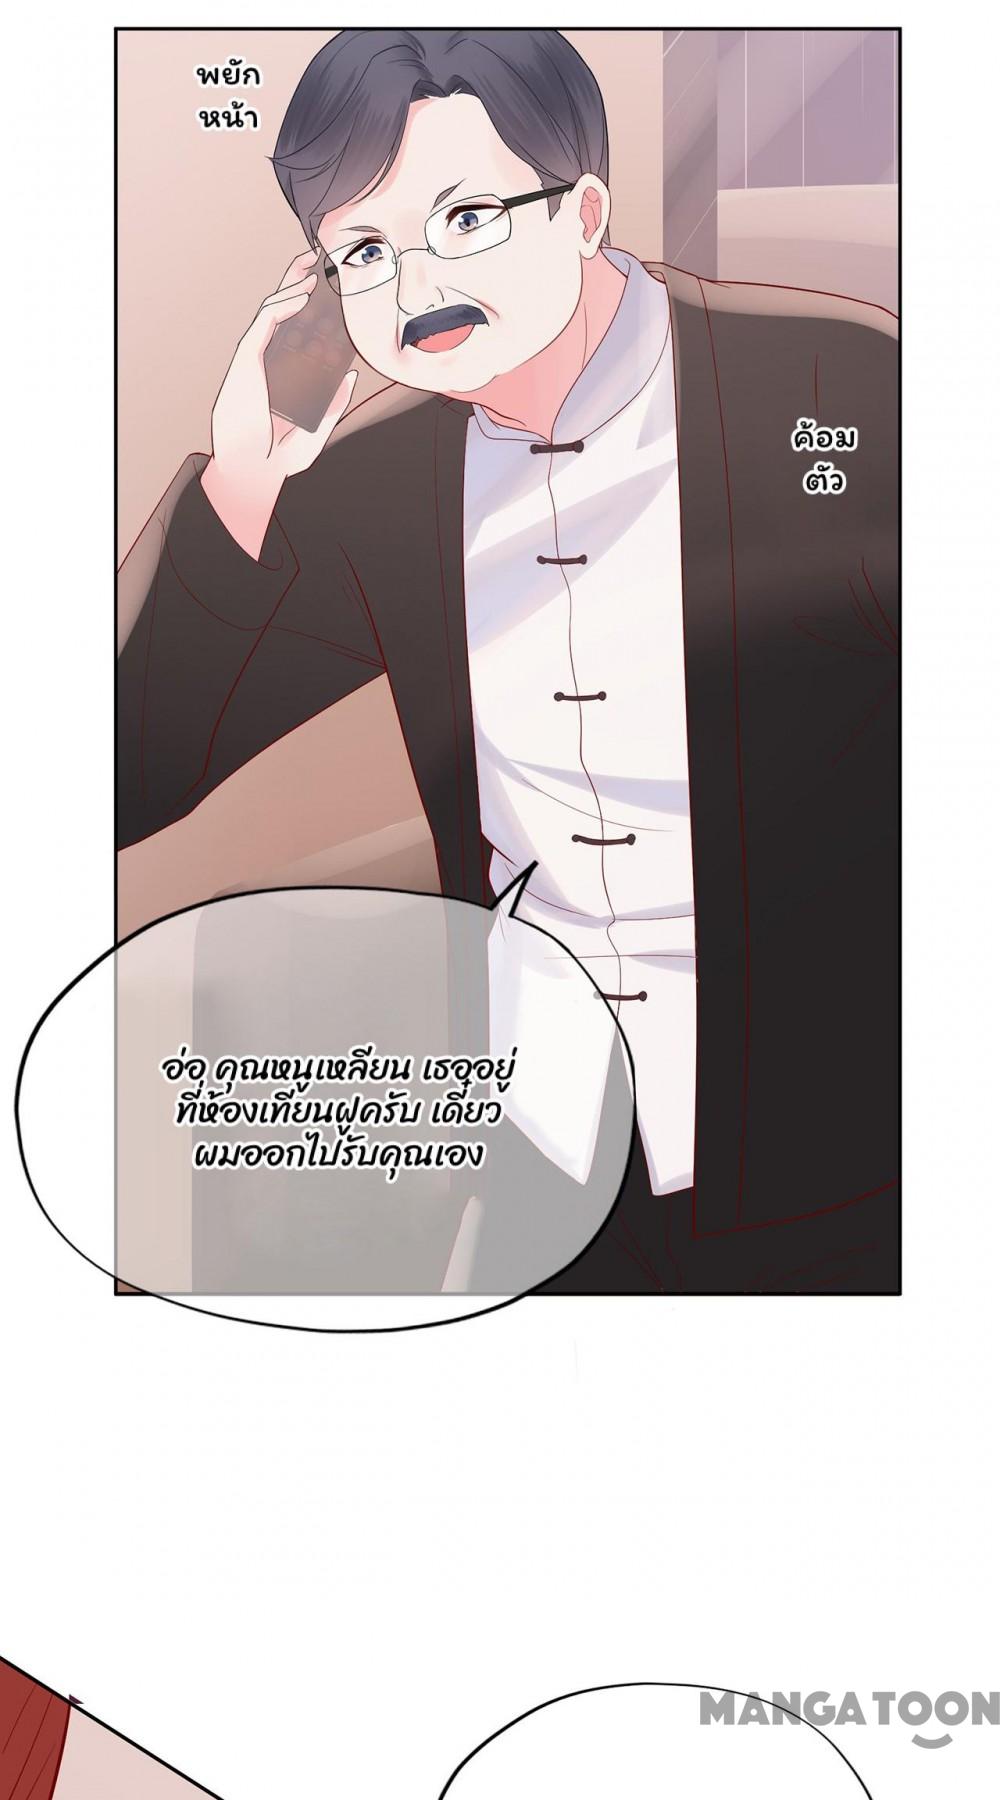 พยัก
หน้า
ค้อม
ตัว
อ่อ คุณหนูเหลียน เธออยู่
ที่ห้องเทียนฝูครับ เดี๋ยว
ผมออกไปรับคุณเอง
MANGATOON